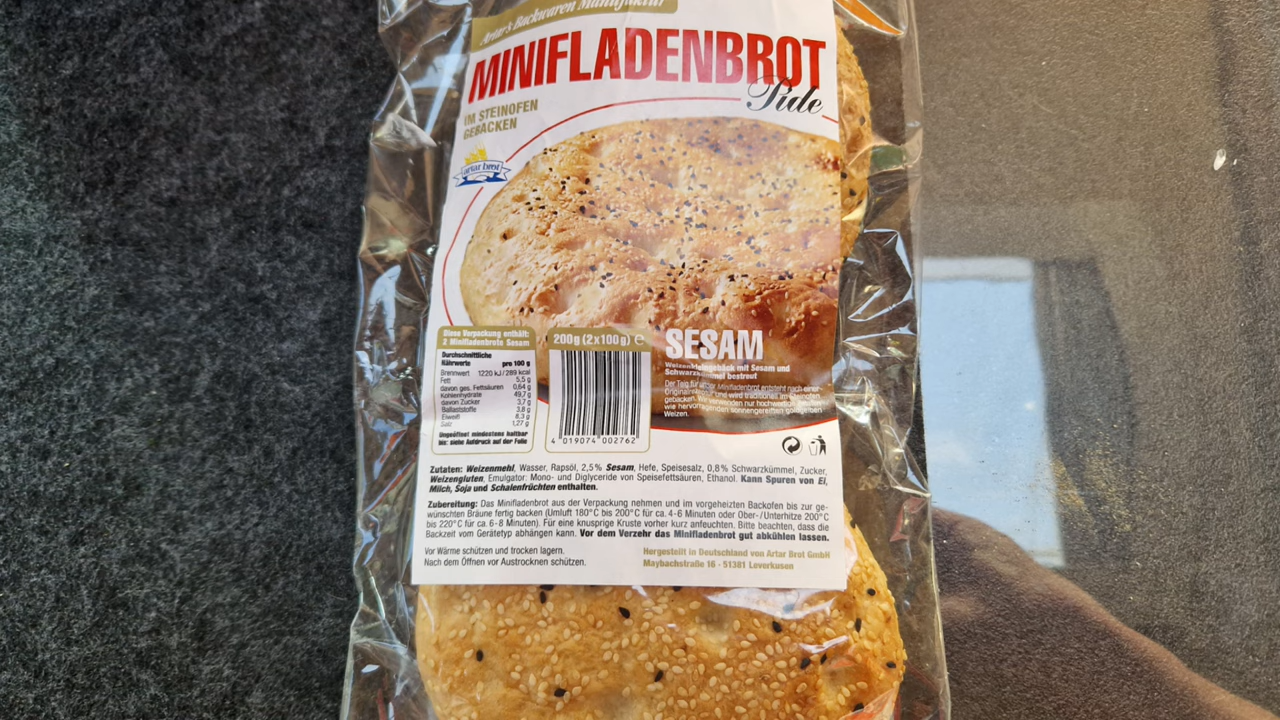 Artar's Backwaren Manufaktur
MINIFLADENBROT
Pide
IM STEINOFEN
GEBACKEN
artar brot
Diese Verpackung enthält:
2 Minifladenbrote Sesam
Durchschnittliche
Nährwerte pro 100 g
Brennwert 1220 kJ/289 kcal
Fett 5,5 g
davon ges. Fettsäuren 0,64 g
Kohlenhydrate 49,7 g
davon Zucker 3,7 g
Ballaststoffe 3,8 g
Eiweiß 8,3 g
Salz 1,27 g
Ungeöffnet mindestens haltbar
bis: siehe Aufdruck auf der Folie
200g (2x100g) e
4 019074 002762
SESAM
Weizenkleingebäck mit Sesam und
Schwarzkümmel bestreut
Der Teig für unser Minifladenbrot entsteht nach einer
Original und wird traditionell im Steinofen
gebacken. Wir verwenden nur hochwertige Zutaten
wie hervorragenden sonnengereiften goldgelben
Weizen.
Zutaten: Weizenmehl, Wasser, Rapsöl, 2,5% Sesam, Hefe, Speisesalz, 0,8% Schwarzkümmel, Zucker,
Weizengluten, Emulgator: Mono- und Diglyceride von Speisefettsäuren, Ethanol. Kann Spuren von Ei,
Milch, Soja und Schalenfrüchten enthalten.
Zubereitung: Das Minifladenbrot aus der Verpackung nehmen und im vorgeheizten Backofen bis zur ge-
wünschten Bräune fertig backen (Umluft 180°C bis 200°C für ca. 4-6 Minuten oder Ober-/Unterhitze 200°C
bis 220°C für ca. 6-8 Minuten). Für eine knusprige Kruste vorher kurz anfeuchten. Bitte beachten, dass die
Backzeit vom Gerätetyp abhängen kann. Vor dem Verzehr das Minifladenbrot gut abkühlen lassen.
Vor Wärme schützen und trocken lagern.
Nach dem Öffnen vor Austrocknen schützen.
Hergestellt in Deutschland von Artar Brot GmbH
Maybachstraße 16 - 51381 Leverkusen